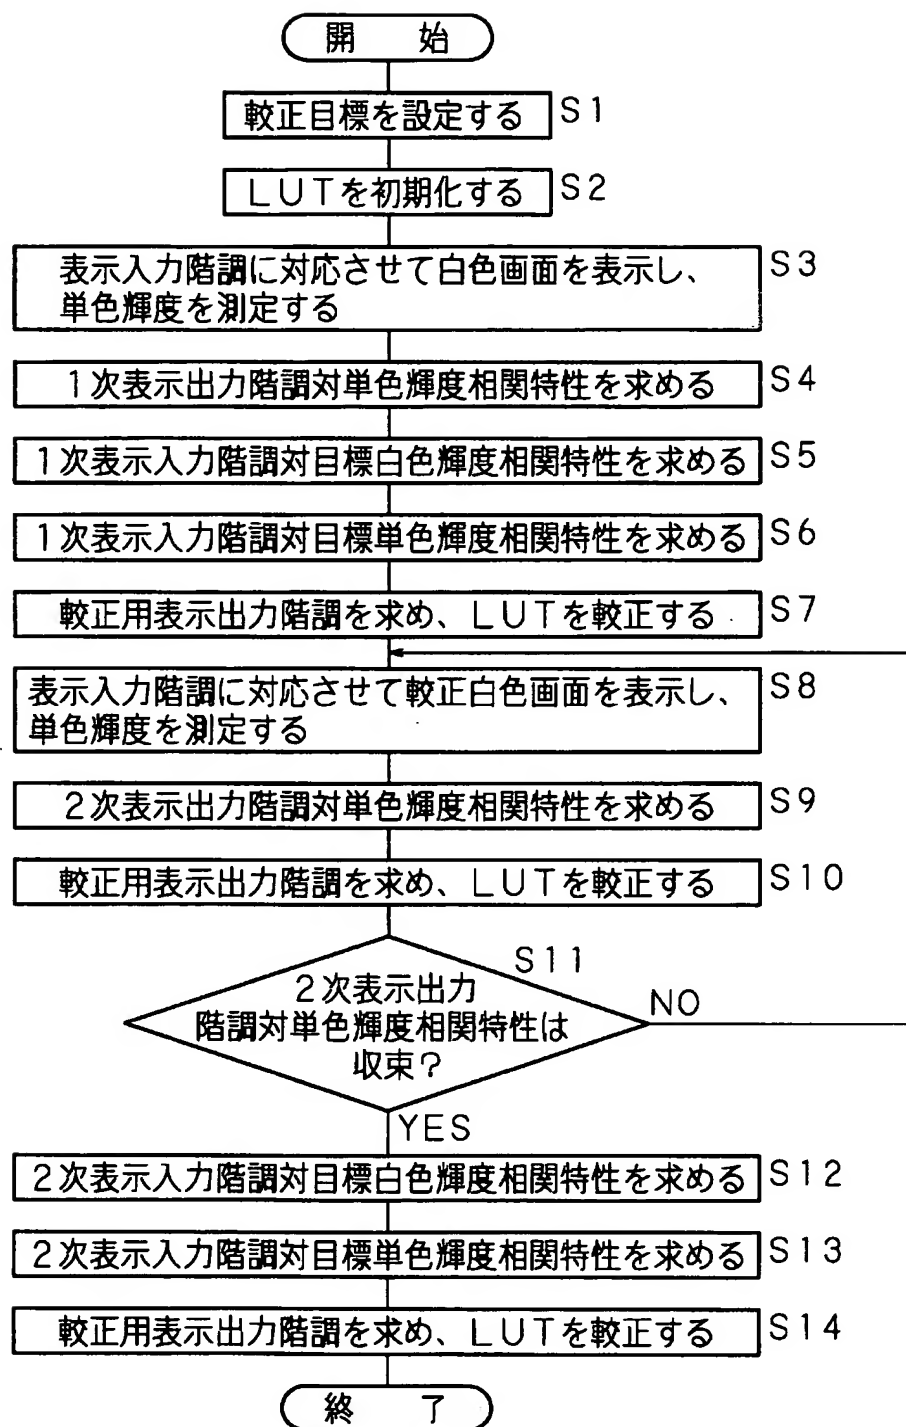 開 始
較正目標を設定する S1
LUTを初期化する S2
表示入力階調に対応させて白色画面を表示し、 S3
単色輝度を測定する
1次表示出力階調対単色輝度相関特性を求める S4
1次表示入力階調対目標白色輝度相関特性を求める S5
1次表示入力階調対目標単色輝度相関特性を求める S6
較正用表示出力階調を求め、LUTを較正する S7
表示入力階調に対応させて較正白色画面を表示し、 S8
単色輝度を測定する
2次表示出力階調対単色輝度相関特性を求める S9
較正用表示出力階調を求め、LUTを較正する S10
S11
2次表示出力
階調対単色輝度相関特性は
収束?
NO
YES
2次表示入力階調対目標白色輝度相関特性を求める S12
2次表示入力階調対目標単色輝度相関特性を求める S13
較正用表示出力階調を求め、LUTを較正する S14
終 了